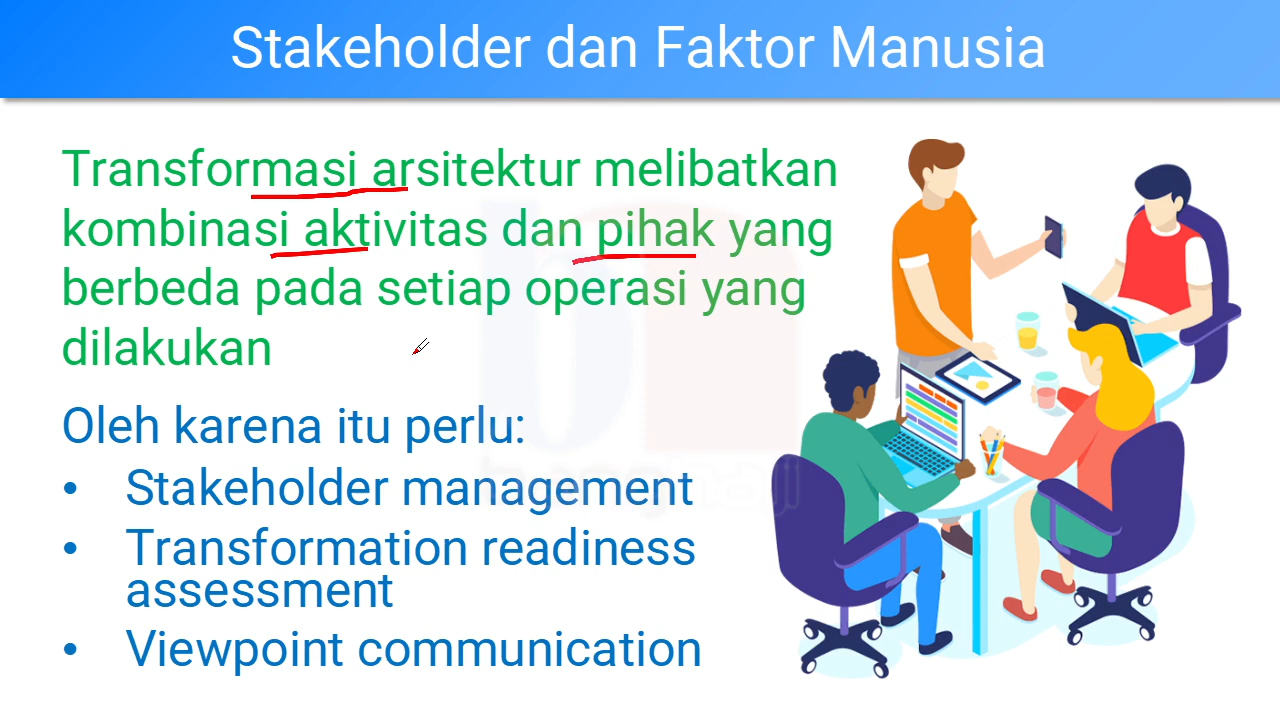 Stakeholder dan Faktor Manusia
Transformasi arsitektur melibatkan
kombinasi aktivitas dan pihak yang
berbeda pada setiap operasi yang
dilakukan
Oleh karena itu perlu:
• Stakeholder management
• Transformation readiness
assessment
• Viewpoint communication